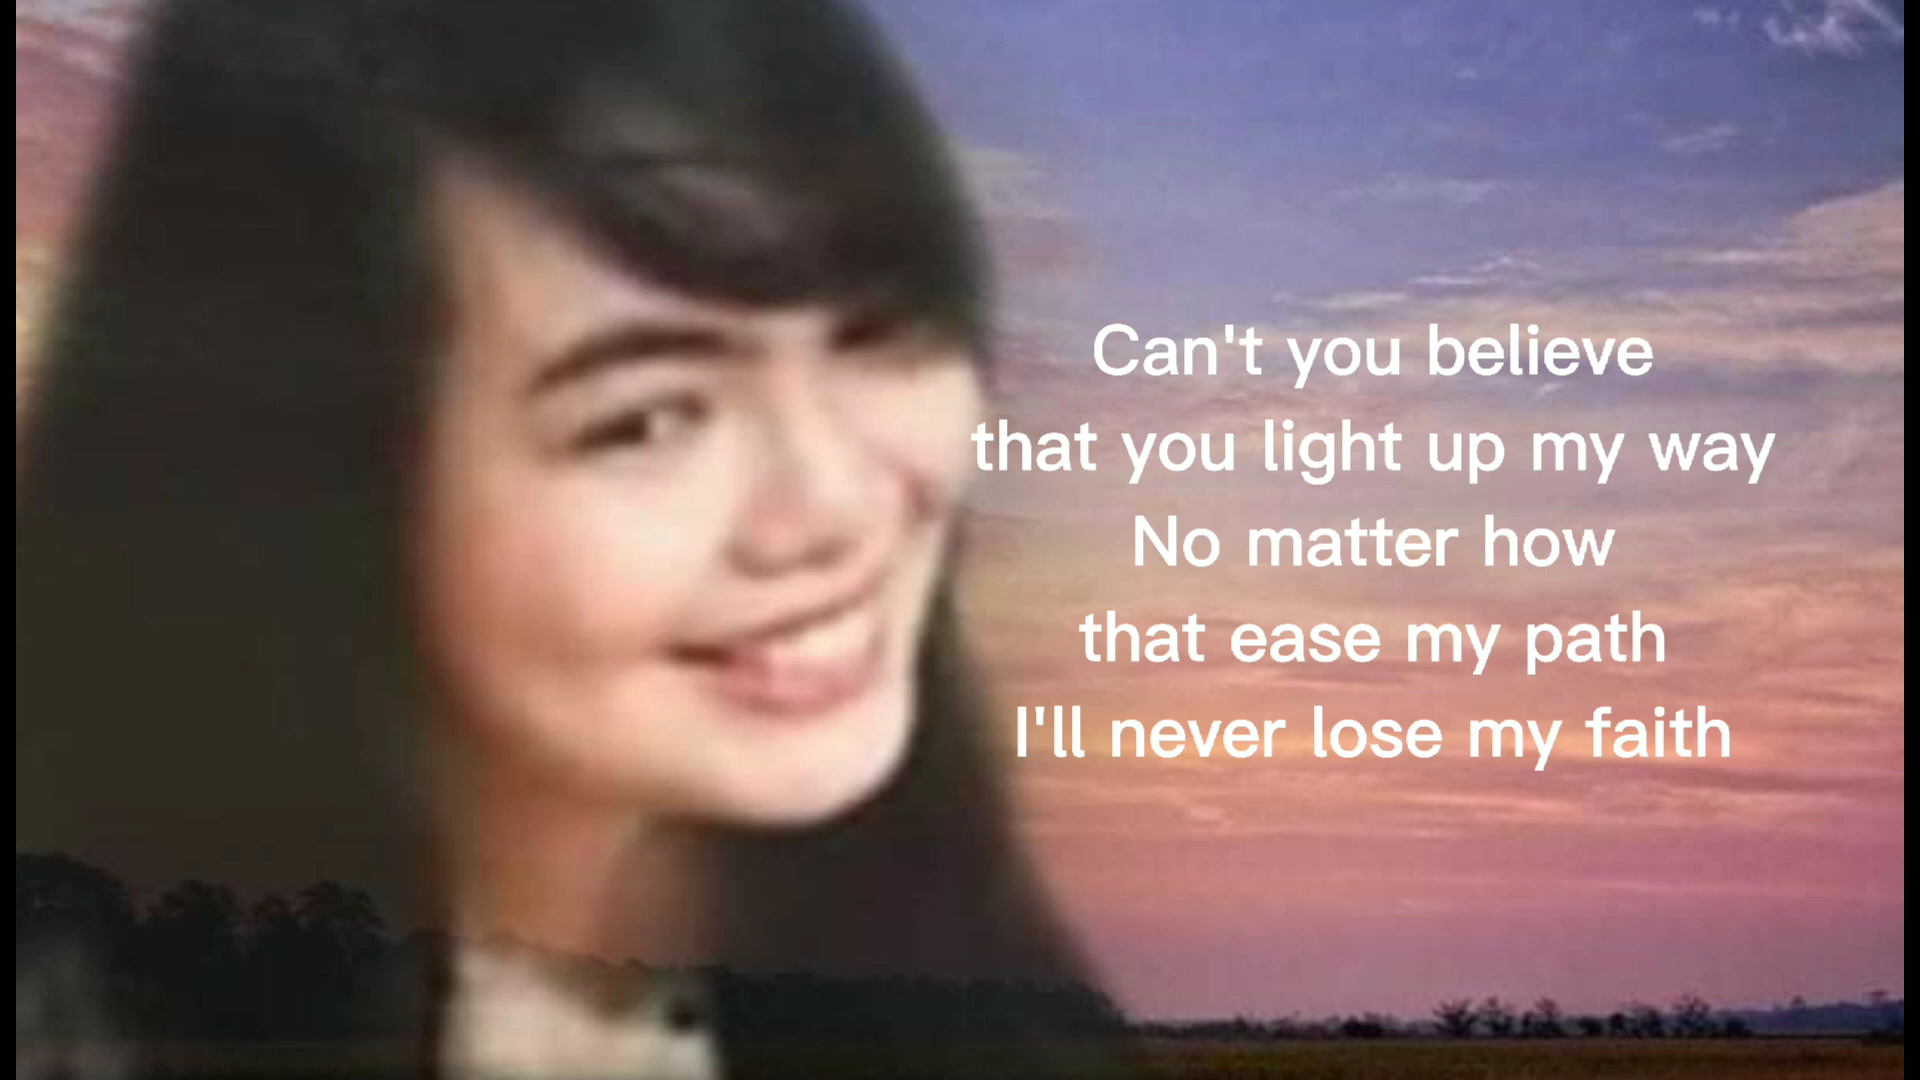 Can't you believe
that you light up my way
No matter how
that ease my path
I'll never lose my faith